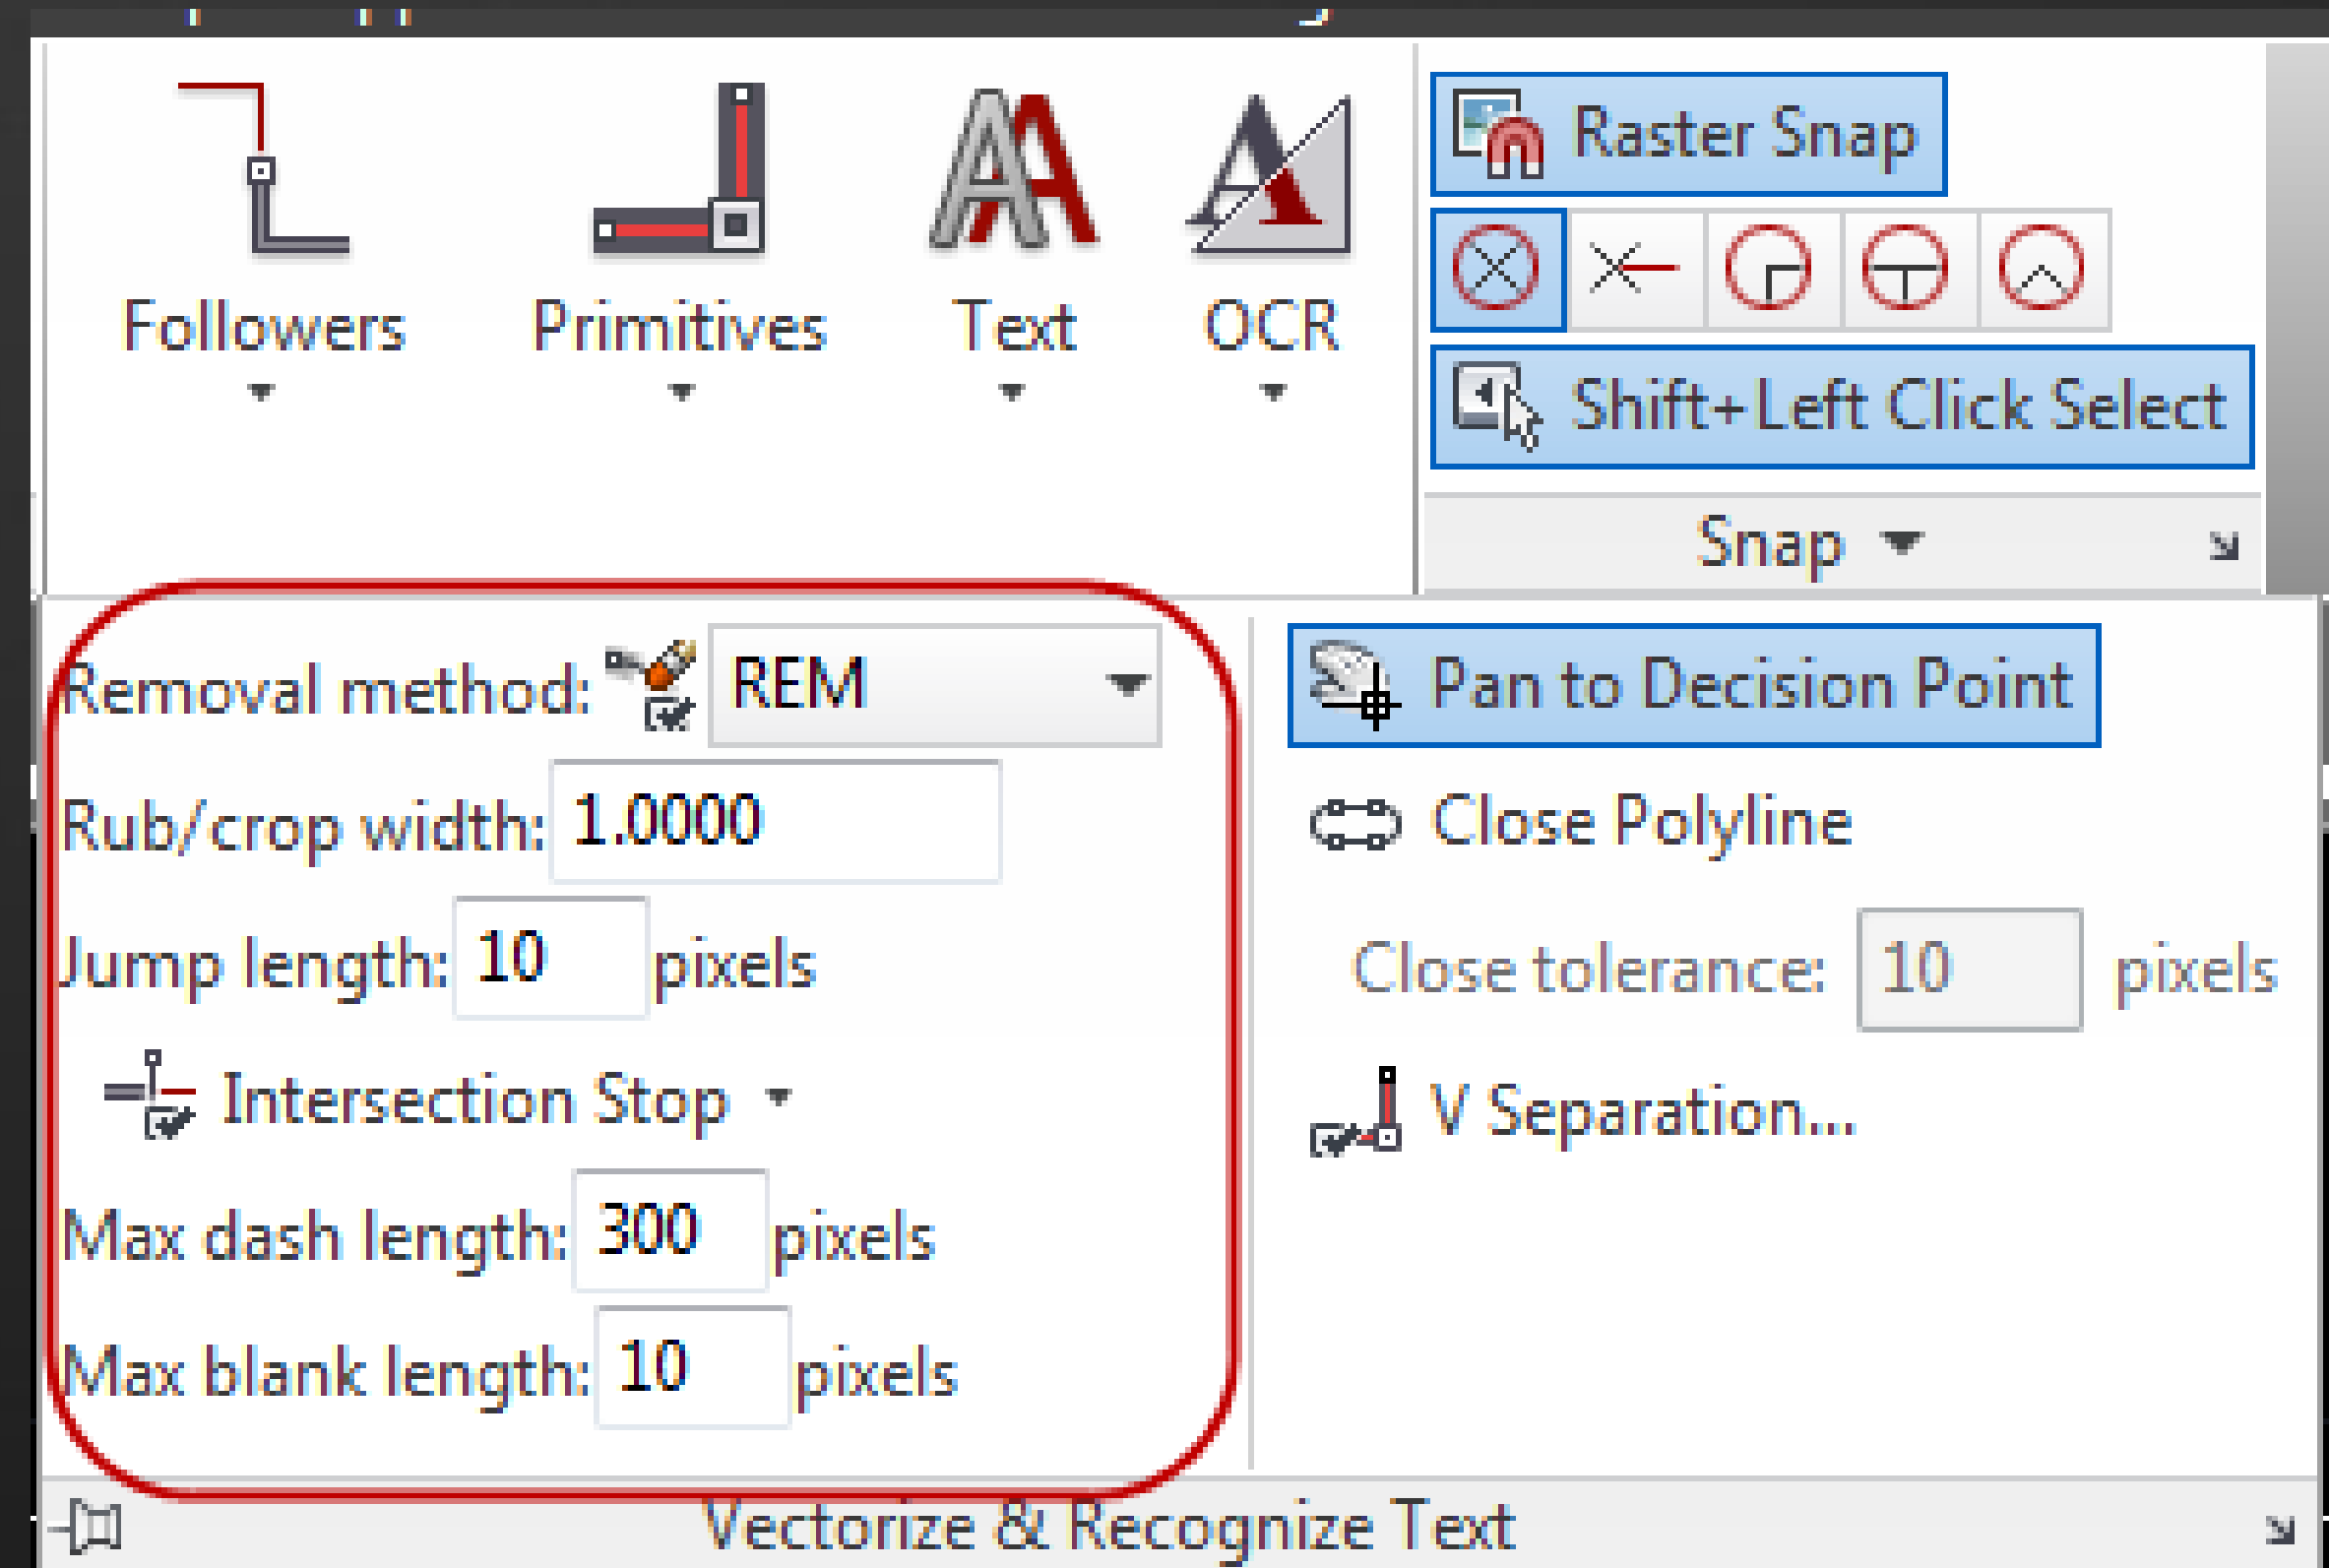 Followers Primitives Text OCR
Raster Snap
Shift+Left Click Select
Snap
Removal method: REM
Rub/crop width: 1.0000
Jump length: 10 pixels
Intersection Stop
Max dash length: 300 pixels
Max blank length: 10 pixels
Pan to Decision Point
Close Polyline
Close tolerance: 10 pixels
V Separation...
Vectorize & Recognize Text